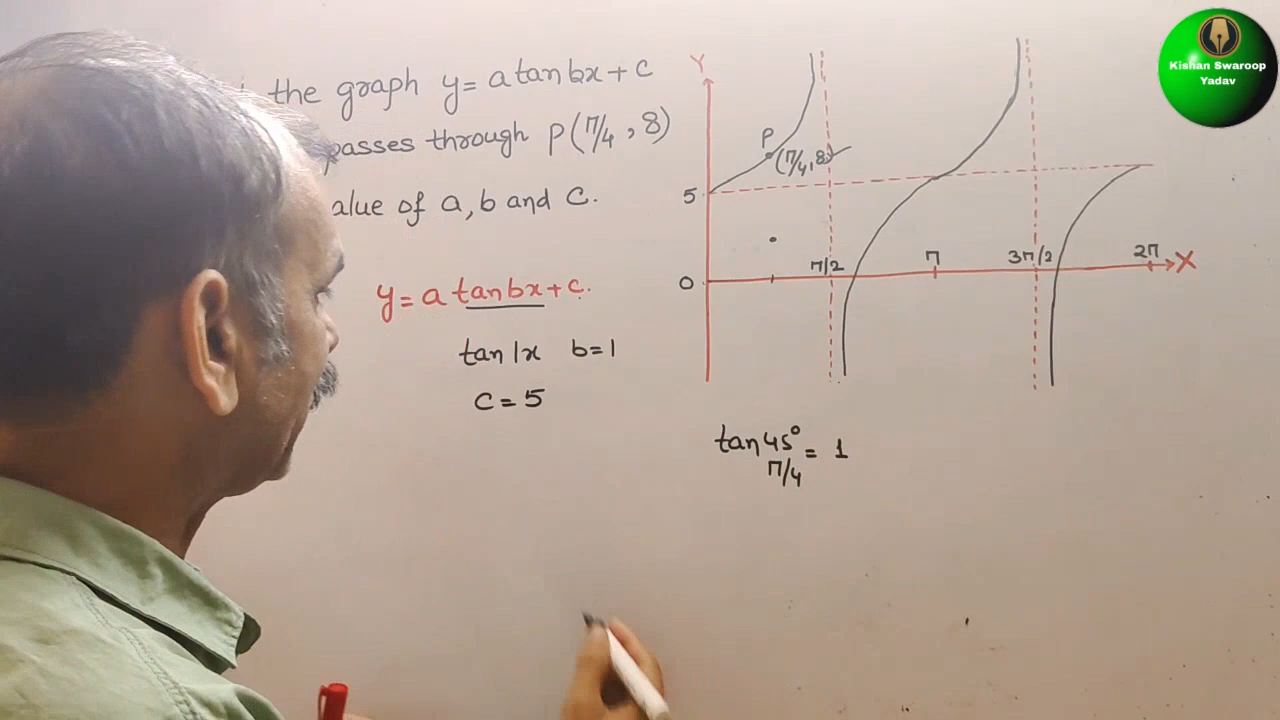 the graph y = a tan bx + c
passes through P(π/4, 8)
alue of a, b and c.
y = a tan bx + c.
tan 1x b = 1
c = 5
Y
P
(π/4, 8)
5
0
π/2
π
3π/2
2π
X
tan 45° = 1
π/4
Kishan Swaroop
Yadav